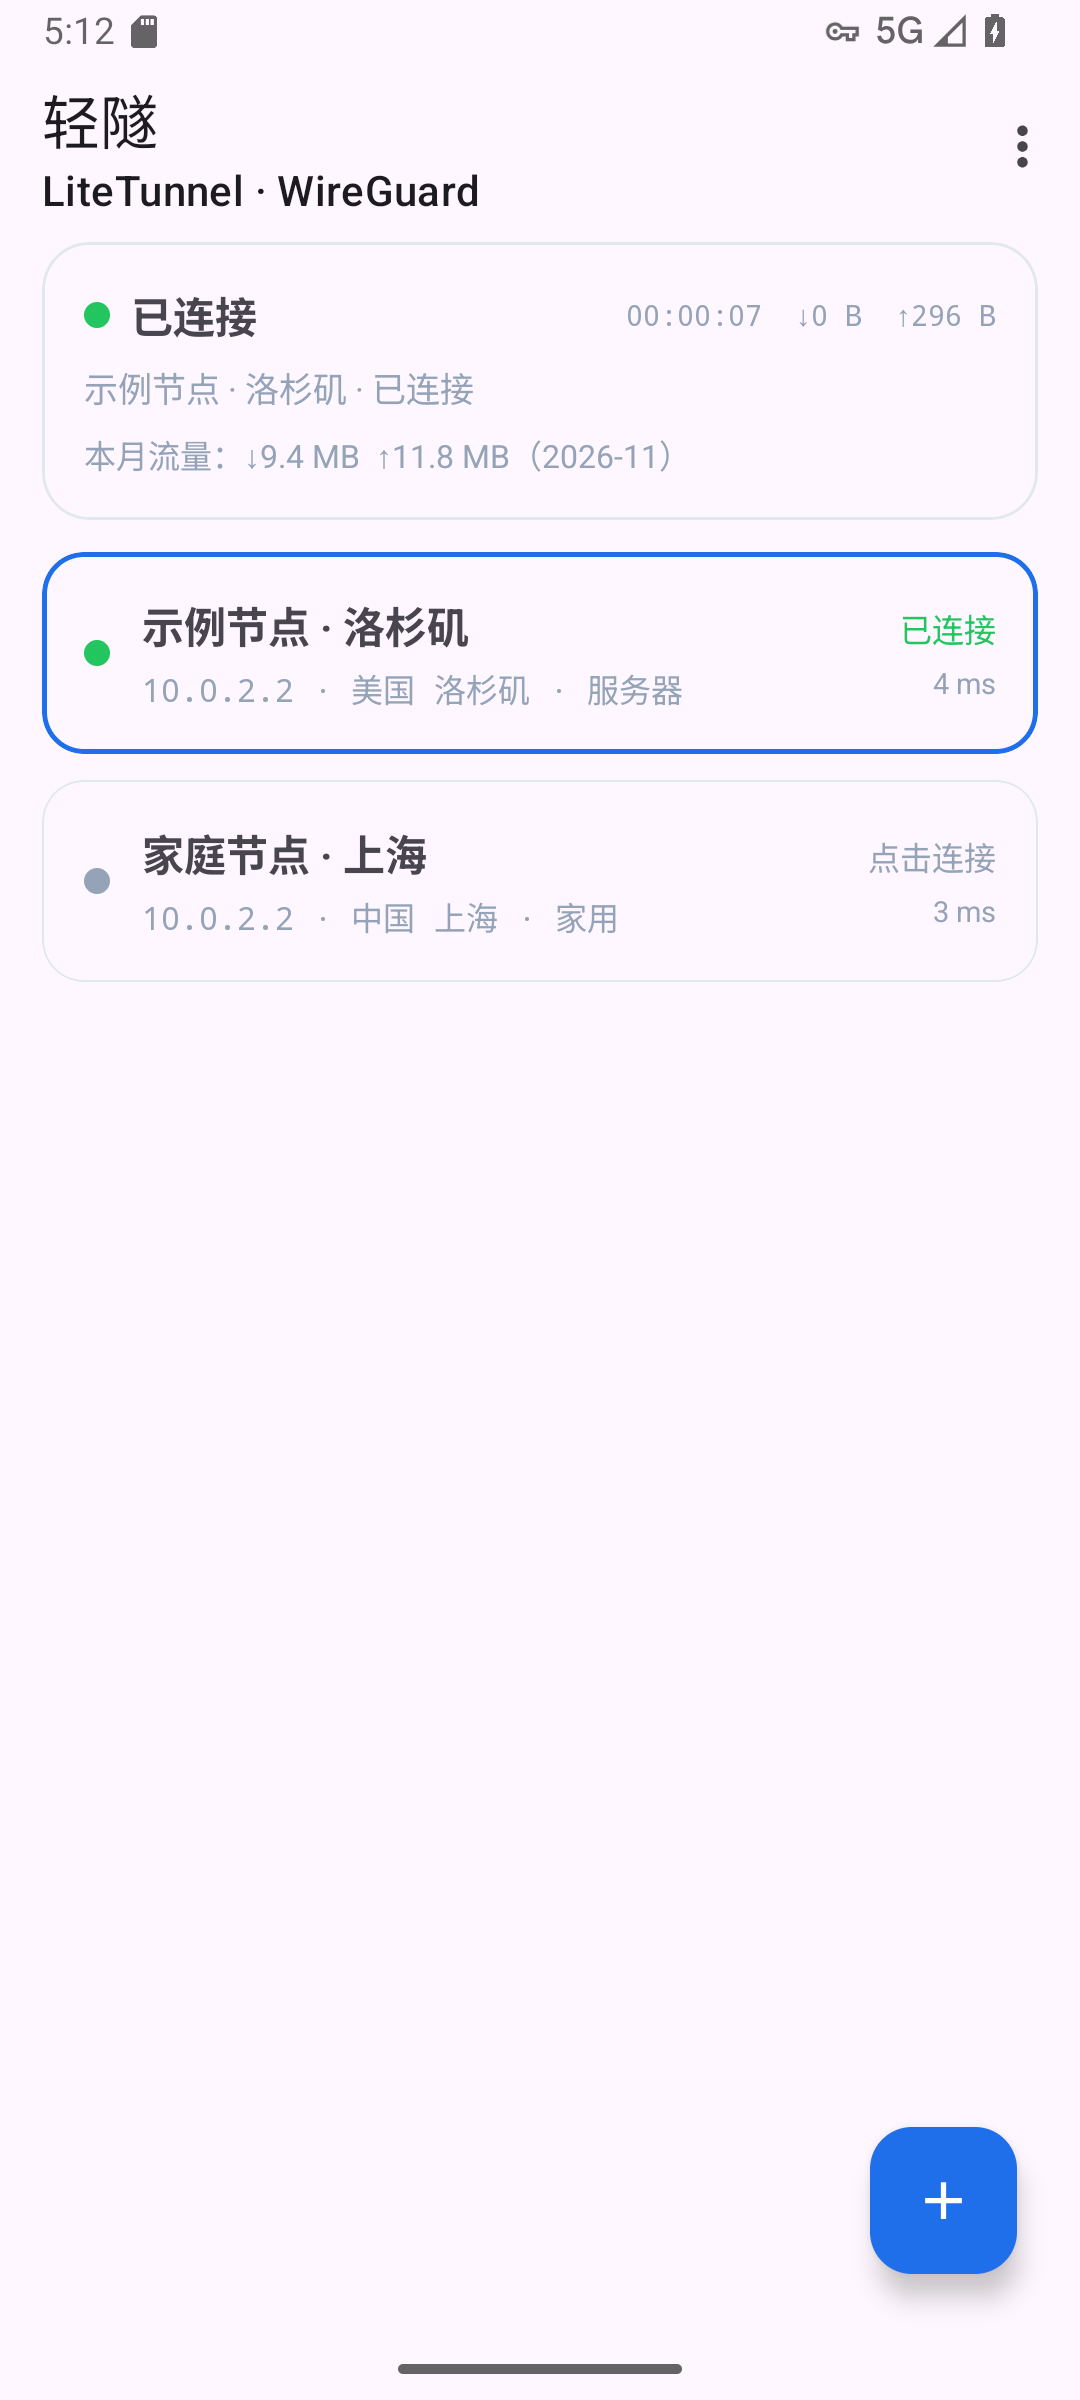 5:12 5G
轻隧
LiteTunnel · WireGuard
已连接 00:00:07 ↓0 B ↑296 B
示例节点 · 洛杉矶 · 已连接
本月流量：↓9.4 MB ↑11.8 MB（2026-11）
示例节点 · 洛杉矶 已连接
10.0.2.2 · 美国 洛杉矶 · 服务器 4 ms
家庭节点 · 上海 点击连接
10.0.2.2 · 中国 上海 · 家用 3 ms